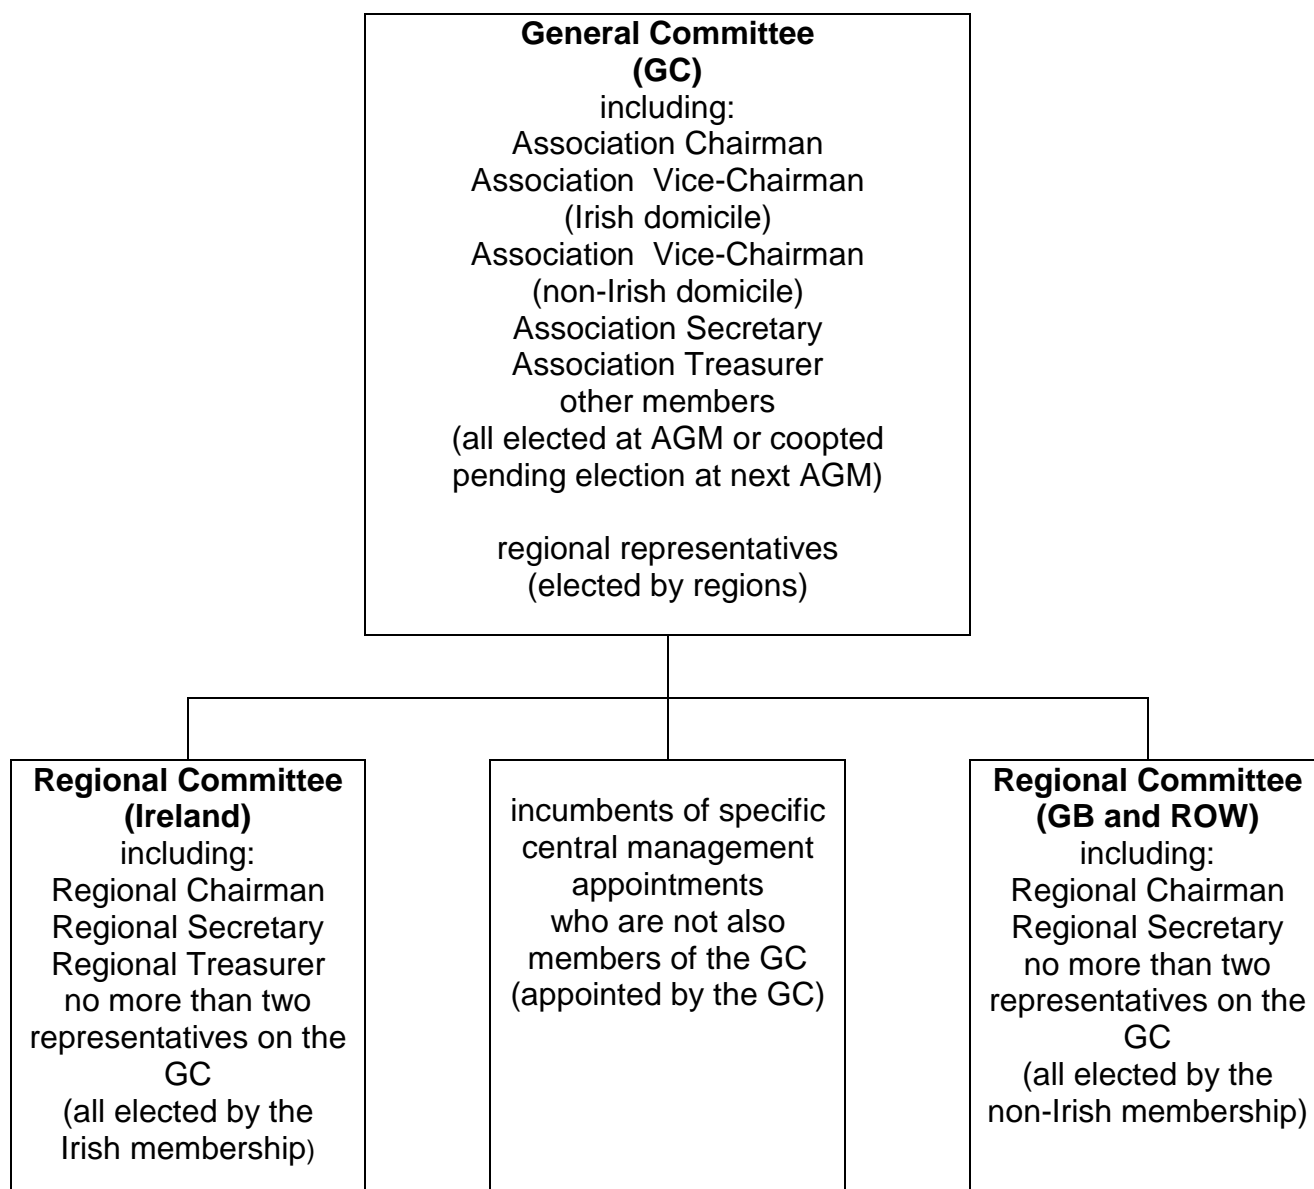 General Committee
(GC)
including:
Association Chairman
Association  Vice-Chairman
(Irish domicile)
Association  Vice-Chairman
(non-Irish domicile)
Association Secretary
Association Treasurer
other members
(all elected at AGM or coopted
pending election at next AGM)
regional representatives
(elected by regions)
Regional Committee
(Ireland)
including:
Regional Chairman
Regional Secretary
Regional Treasurer
no more than two
representatives on the
GC
(all elected by the
Irish membership)
incumbents of specific
central management
appointments
who are not also
members of the GC
(appointed by the GC)
Regional Committee
(GB and ROW)
including:
Regional Chairman
Regional Secretary
no more than two
representatives on the
GC
(all elected by the
non-Irish membership)